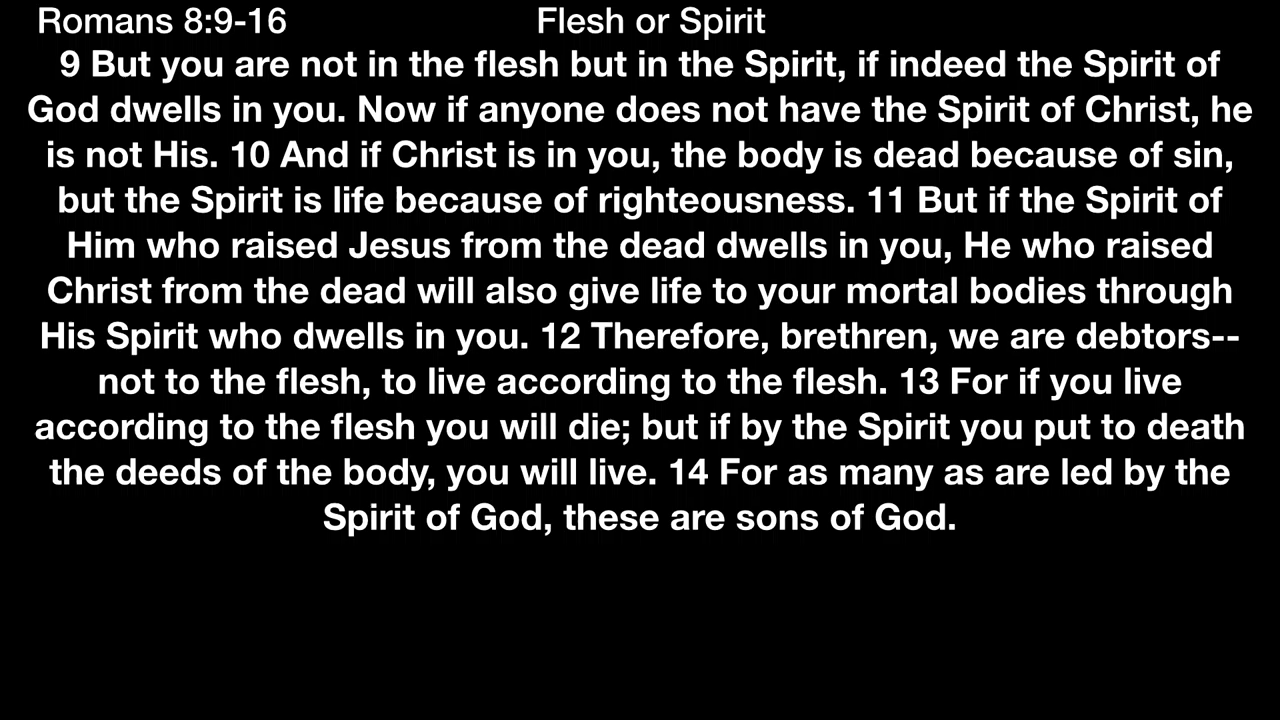 Romans 8:9-16 Flesh or Spirit
9 But you are not in the flesh but in the Spirit, if indeed the Spirit of
God dwells in you. Now if anyone does not have the Spirit of Christ, he
is not His. 10 And if Christ is in you, the body is dead because of sin,
but the Spirit is life because of righteousness. 11 But if the Spirit of
Him who raised Jesus from the dead dwells in you, He who raised
Christ from the dead will also give life to your mortal bodies through
His Spirit who dwells in you. 12 Therefore, brethren, we are debtors--
not to the flesh, to live according to the flesh. 13 For if you live
according to the flesh you will die; but if by the Spirit you put to death
the deeds of the body, you will live. 14 For as many as are led by the
Spirit of God, these are sons of God.